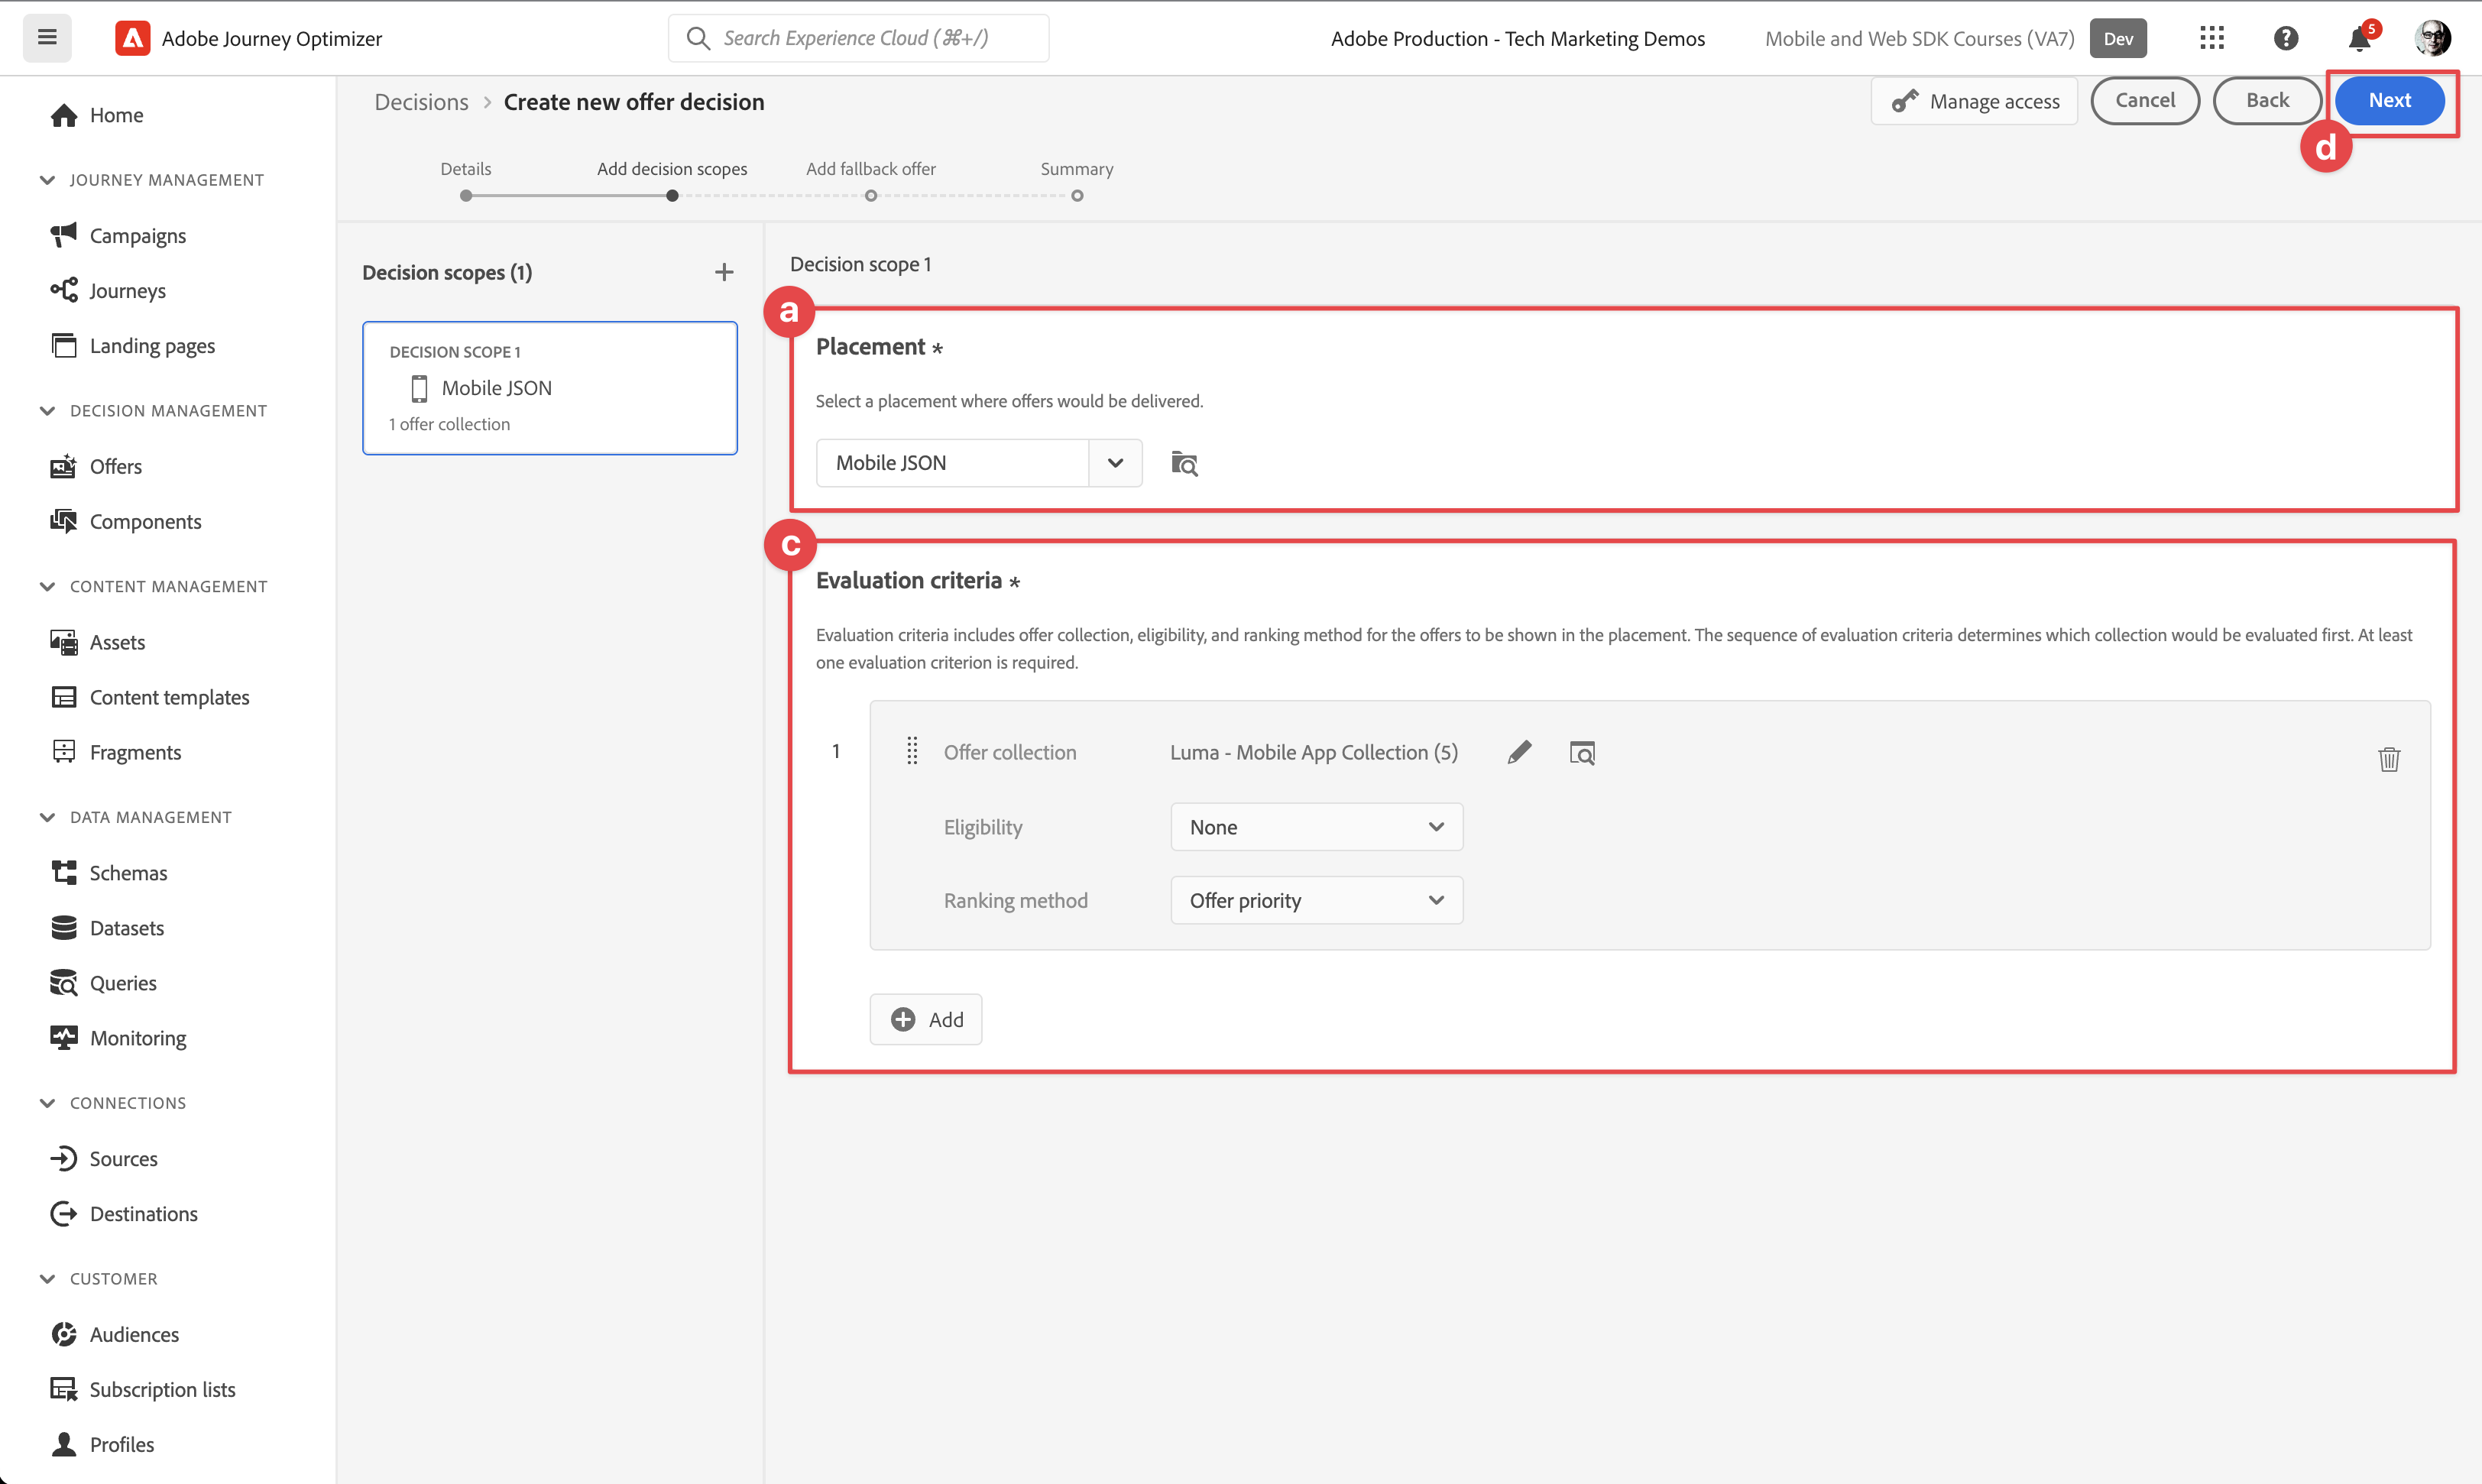 Adobe Journey Optimizer
Search Experience Cloud (⌘+/)
Adobe Production - Tech Marketing Demos
Mobile and Web SDK Courses (VA7)
Dev
5
Home
JOURNEY MANAGEMENT
Campaigns
Journeys
Landing pages
DECISION MANAGEMENT
Offers
Components
CONTENT MANAGEMENT
Assets
Content templates
Fragments
DATA MANAGEMENT
Schemas
Datasets
Queries
Monitoring
CONNECTIONS
Sources
Destinations
CUSTOMER
Audiences
Subscription lists
Profiles
Decisions > Create new offer decision
Manage access
Cancel
Back
Next
d
Details
Add decision scopes
Add fallback offer
Summary
Decision scopes (1)
DECISION SCOPE 1
Mobile JSON
1 offer collection
Decision scope 1
a
Placement *
Select a placement where offers would be delivered.
Mobile JSON
c
Evaluation criteria *
Evaluation criteria includes offer collection, eligibility, and ranking method for the offers to be shown in the placement. The sequence of evaluation criteria determines which collection would be evaluated first. At least
one evaluation criterion is required.
1
Offer collection
Luma - Mobile App Collection (5)
Eligibility
None
Ranking method
Offer priority
Add